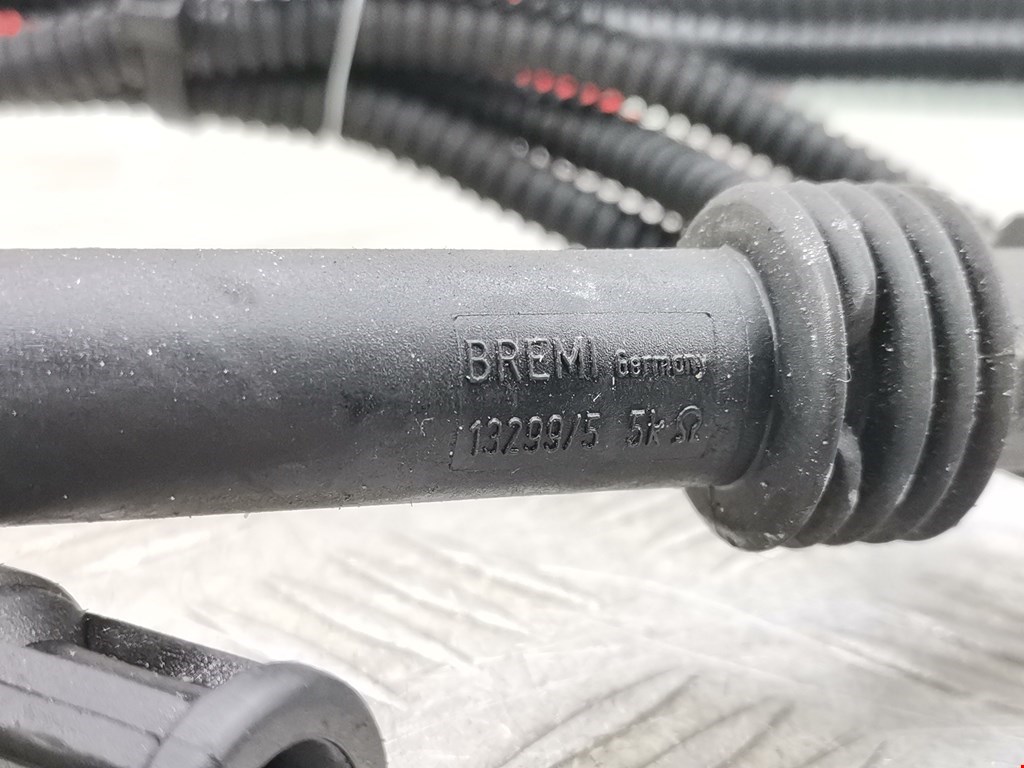 BREMI Germany
13299/5 5k Ω